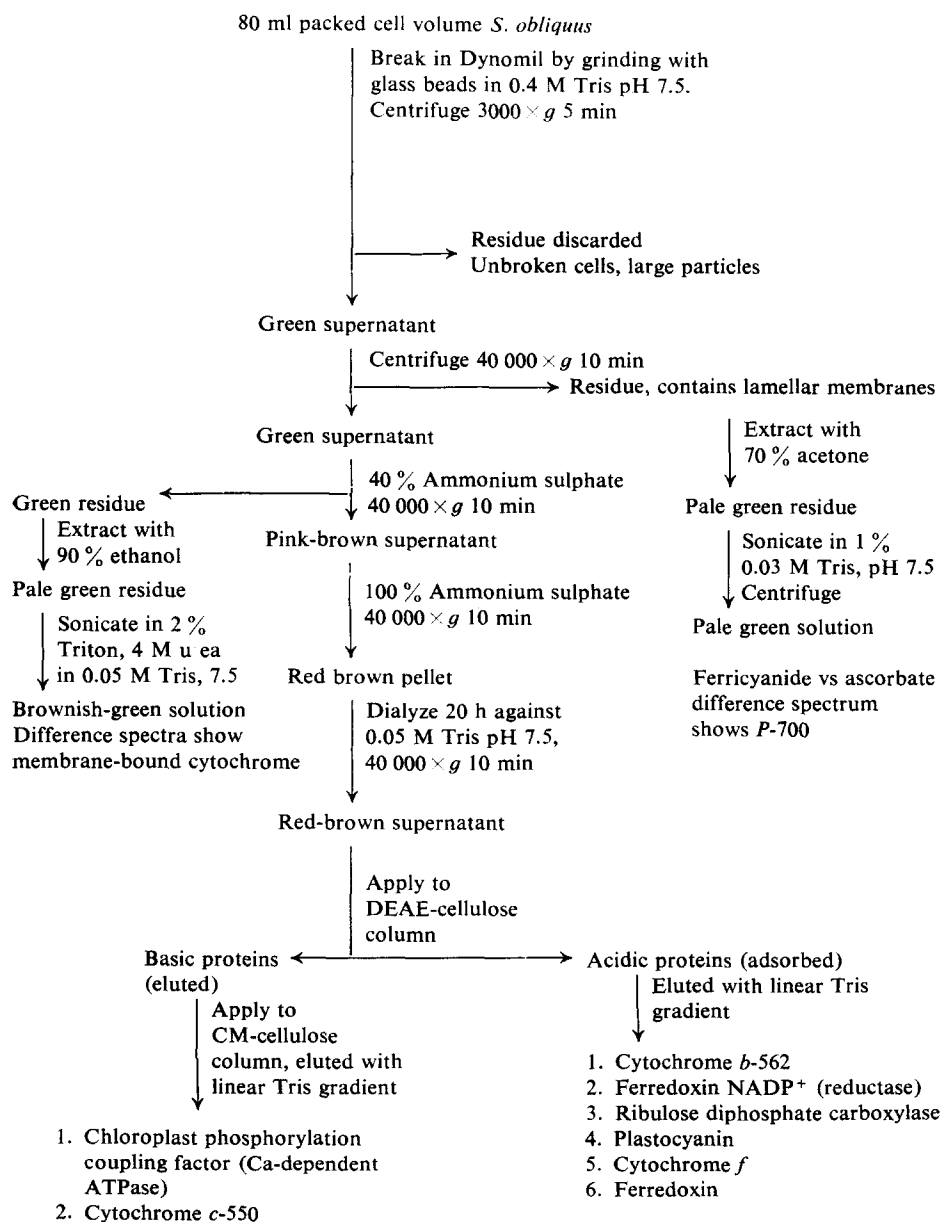 80 ml packed cell volume S. obliquus
Break in Dynomil by grinding with
glass beads in 0.4 M Tris pH 7.5.
Centrifuge 3000 × g 5 min
Residue discarded
Unbroken cells, large particles
Green supernatant
Centrifuge 40 000 × g 10 min
Residue, contains lamellar membranes
Green supernatant
Extract with
70 % acetone
40 % Ammonium sulphate
40 000 × g 10 min
Green residue
Extract with
90 % ethanol
Pale green residue
Sonicate in 2 %
Triton, 4 M u ea
in 0.05 M Tris, 7.5
Brownish-green solution
Difference spectra show
membrane-bound cytochrome
Pink-brown supernatant
100 % Ammonium sulphate
40 000 × g 10 min
Red brown pellet
Dialyze 20 h against
0.05 M Tris pH 7.5,
40 000 × g 10 min
Red-brown supernatant
Pale green residue
Sonicate in 1 %
0.03 M Tris, pH 7.5
Centrifuge
Pale green solution
Ferricyanide vs ascorbate
difference spectrum
shows P-700
Apply to
DEAE-cellulose
column
Basic proteins
(eluted)
Apply to
CM-cellulose
column, eluted with
linear Tris gradient
1. Chloroplast phosphorylation
coupling factor (Ca-dependent
ATPase)
2. Cytochrome c-550
Acidic proteins (adsorbed)
Eluted with linear Tris
gradient
1. Cytochrome b-562
2. Ferredoxin NADP+ (reductase)
3. Ribulose diphosphate carboxylase
4. Plastocyanin
5. Cytochrome f
6. Ferredoxin